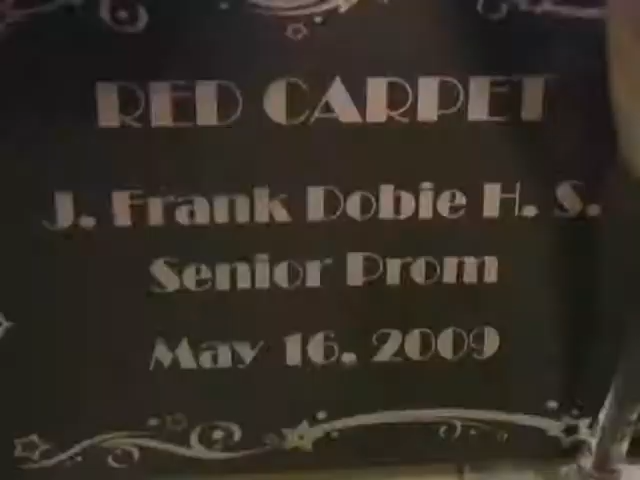 RED CARPET
J. Frank Dobie H. S.
Senior Prom
May 16, 2009